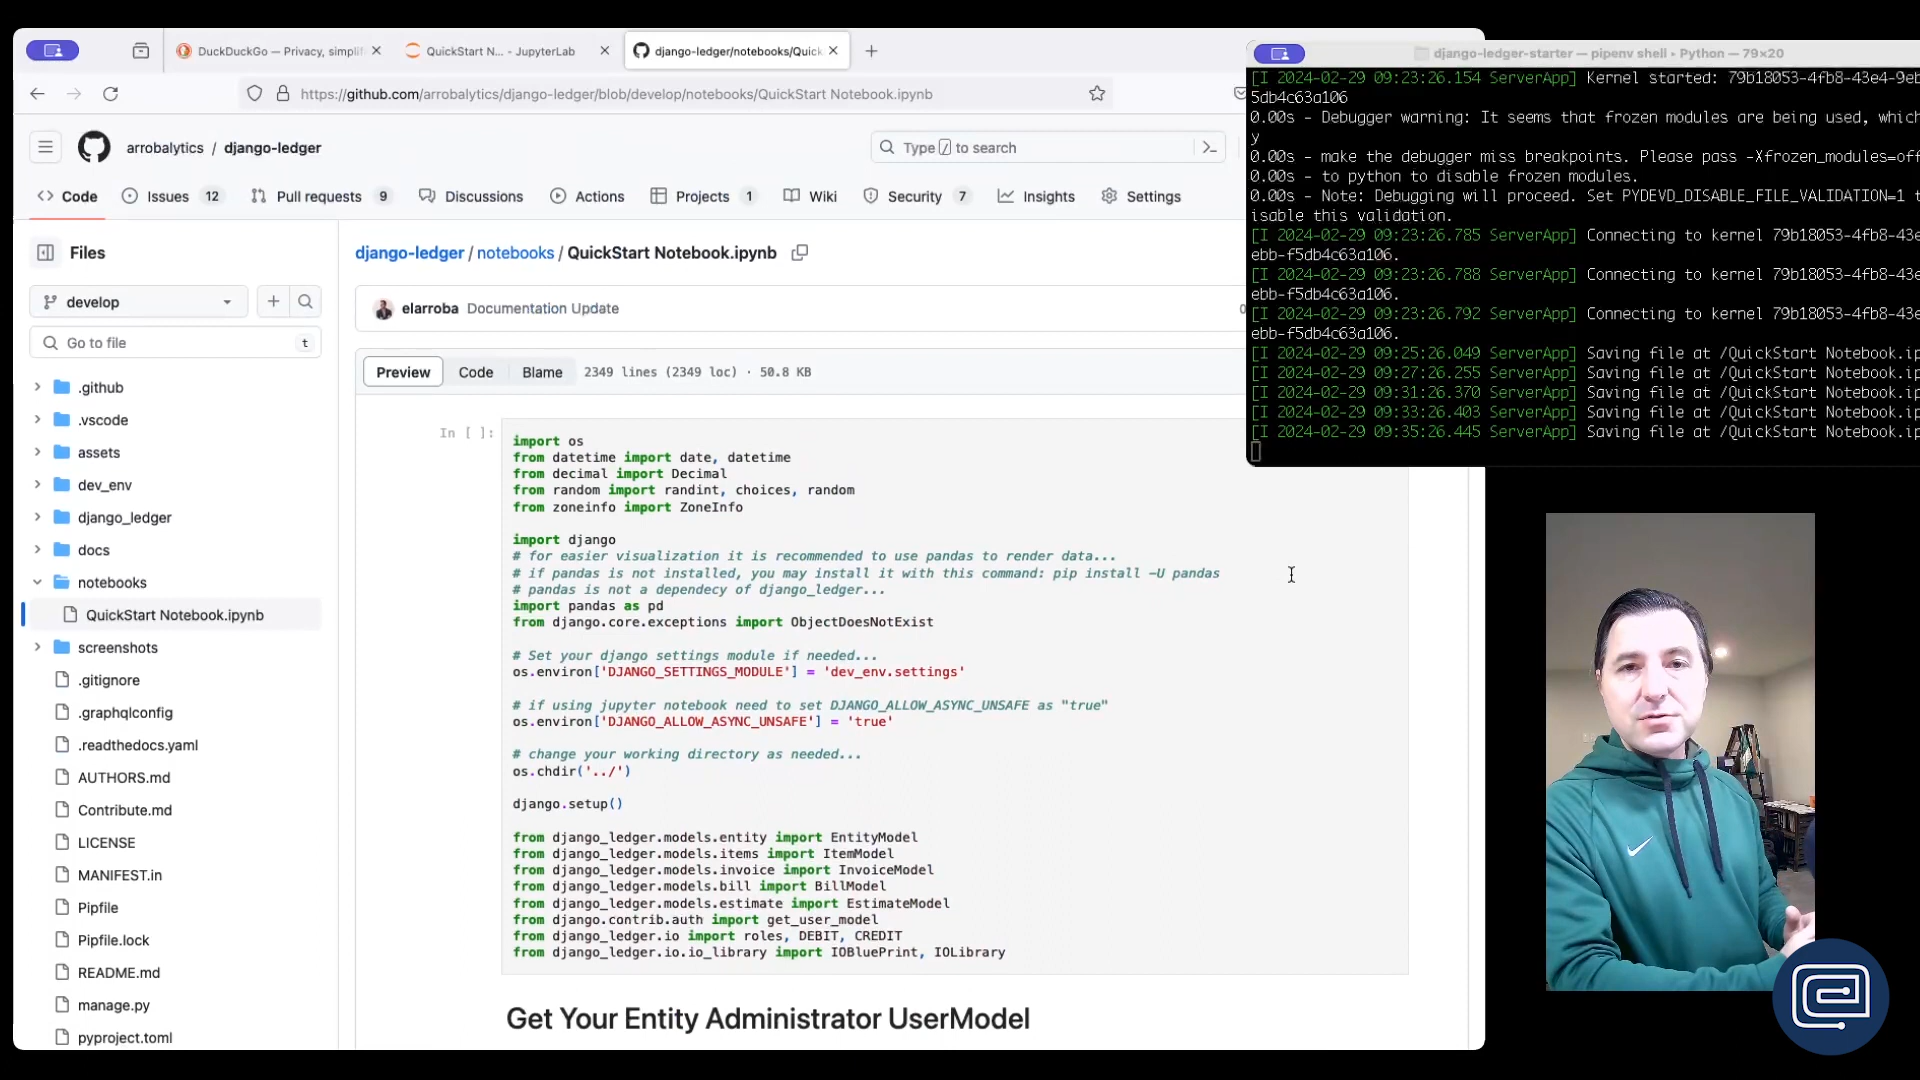 DuckDuckGo — Privacy, simplif
QuickStart N... - JupyterLab
django-ledger/notebooks/Quick
https://github.com/arrobalytics/django-ledger/blob/develop/notebooks/QuickStart Notebook.ipynb
arrobalytics / django-ledger
Type / to search
Code
Issues 12
Pull requests 9
Discussions
Actions
Projects 1
Wiki
Security 7
Insights
Settings
Files
develop
Go to file t
.github
.vscode
assets
dev_env
django_ledger
docs
notebooks
QuickStart Notebook.ipynb
screenshots
.gitignore
.graphqlconfig
.readthedocs.yaml
AUTHORS.md
Contribute.md
LICENSE
MANIFEST.in
Pipfile
Pipfile.lock
README.md
manage.py
pyproject.toml
django-ledger / notebooks / QuickStart Notebook.ipynb
elarroba Documentation Update
Preview Code Blame 2349 lines (2349 loc) · 50.8 KB
In [ ]:
import os
from datetime import date, datetime
from decimal import Decimal
from random import randint, choices, random
from zoneinfo import ZoneInfo
import django
# for easier visualization it is recommended to use pandas to render data...
# if pandas is not installed, you may install it with this command: pip install -U pandas
# pandas is not a dependecy of django_ledger...
import pandas as pd
from django.core.exceptions import ObjectDoesNotExist
# Set your django settings module if needed...
os.environ['DJANGO_SETTINGS_MODULE'] = 'dev_env.settings'
# if using jupyter notebook need to set DJANGO_ALLOW_ASYNC_UNSAFE as "true"
os.environ['DJANGO_ALLOW_ASYNC_UNSAFE'] = 'true'
# change your working directory as needed...
os.chdir('../')
django.setup()
from django_ledger.models.entity import EntityModel
from django_ledger.models.items import ItemModel
from django_ledger.models.invoice import InvoiceModel
from django_ledger.models.bill import BillModel
from django_ledger.models.estimate import EstimateModel
from django.contrib.auth import get_user_model
from django_ledger.io import roles, DEBIT, CREDIT
from django_ledger.io.io_library import IOBluePrint, IOLibrary
Get Your Entity Administrator UserModel
django-ledger-starter — pipenv shell • Python — 79×20
[I 2024-02-29 09:23:26.154 ServerApp] Kernel started: 79b18053-4fb8-43e4-9eb
5db4c63a106
0.00s - Debugger warning: It seems that frozen modules are being used, which
y
0.00s - make the debugger miss breakpoints. Please pass -Xfrozen_modules=off
0.00s - to python to disable frozen modules.
0.00s - Note: Debugging will proceed. Set PYDEVD_DISABLE_FILE_VALIDATION=1 t
isable this validation.
[I 2024-02-29 09:23:26.785 ServerApp] Connecting to kernel 79b18053-4fb8-43e
ebb-f5db4c63a106.
[I 2024-02-29 09:23:26.788 ServerApp] Connecting to kernel 79b18053-4fb8-43e
ebb-f5db4c63a106.
[I 2024-02-29 09:23:26.792 ServerApp] Connecting to kernel 79b18053-4fb8-43e
ebb-f5db4c63a106.
[I 2024-02-29 09:25:26.049 ServerApp] Saving file at /QuickStart Notebook.ip
[I 2024-02-29 09:27:26.255 ServerApp] Saving file at /QuickStart Notebook.ip
[I 2024-02-29 09:31:26.370 ServerApp] Saving file at /QuickStart Notebook.ip
[I 2024-02-29 09:33:26.403 ServerApp] Saving file at /QuickStart Notebook.ip
[I 2024-02-29 09:35:26.445 ServerApp] Saving file at /QuickStart Notebook.ip